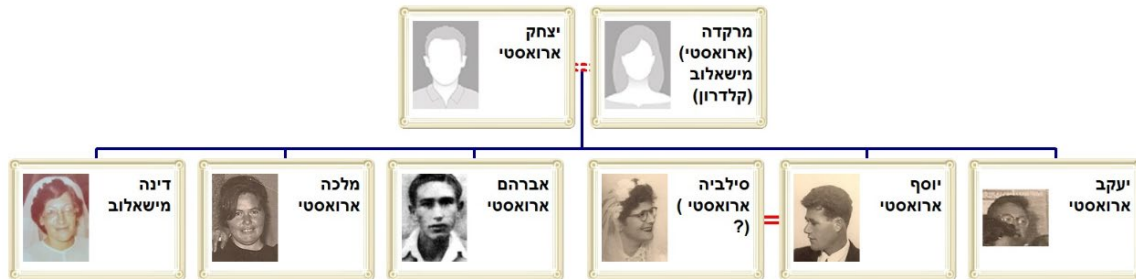 מרקדה
(ארואסטי)
מישאלוב
(קלדרון)
יצחק
ארואסטי
יעקב
ארואסטי
יוסף
ארואסטי
סילביה
ארואסטי )
(?
אברהם
ארואסטי
מלכה
ארואסטי
דינה
מישאלוב